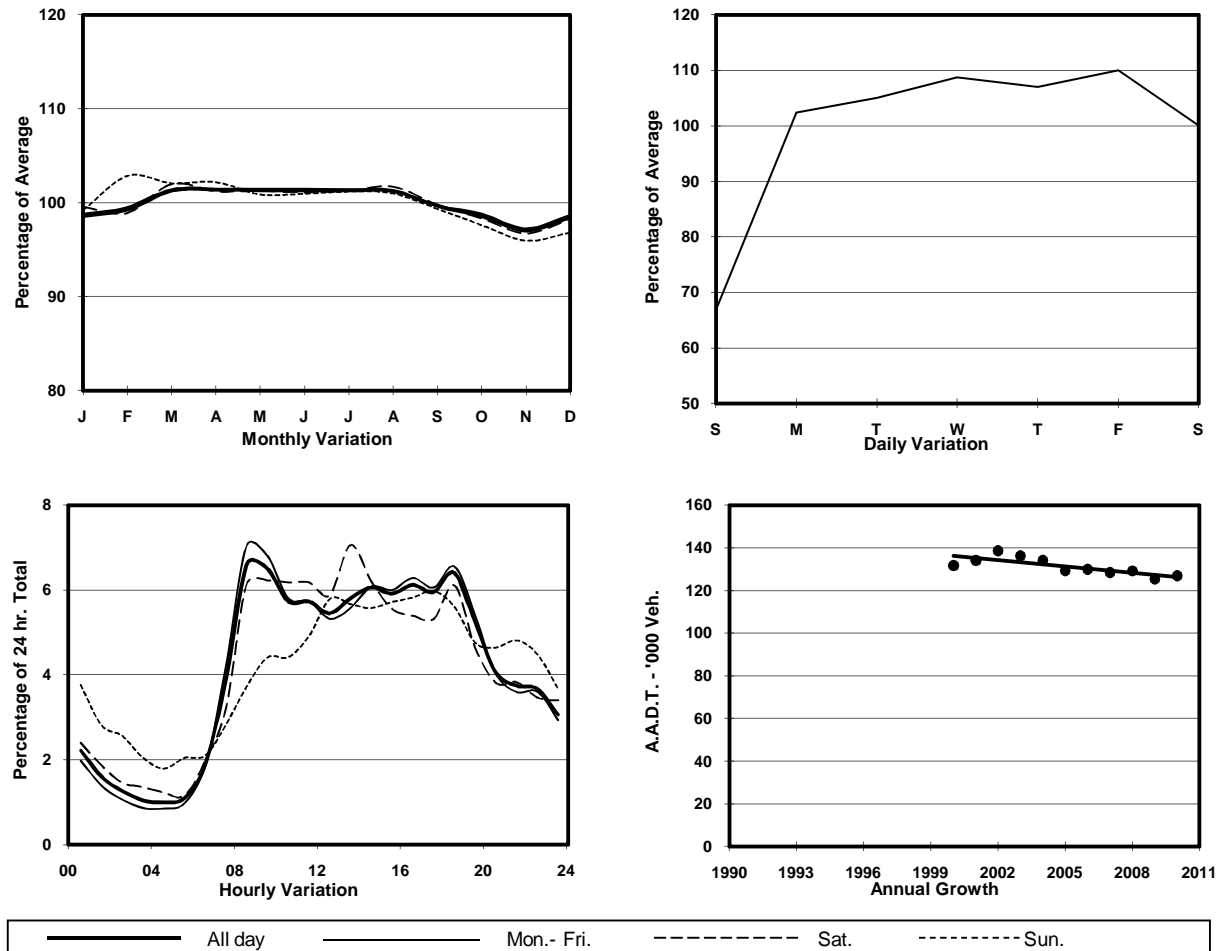 120
110
100
90
80
Percentage of Average
J F M A M J J A S O N D
Monthly Variation
120
110
100
90
80
70
60
50
Percentage of Average
S M T W T F S
Daily Variation
8
6
4
2
0
Percentage of 24 hr. Total
00 04 08 12 16 20 24
Hourly Variation
160
140
120
100
80
60
40
20
0
A.A.D.T. - '000 Veh.
1990 1993 1996 1999 2002 2005 2008 2011
Annual Growth
All day Mon.- Fri. Sat. Sun.